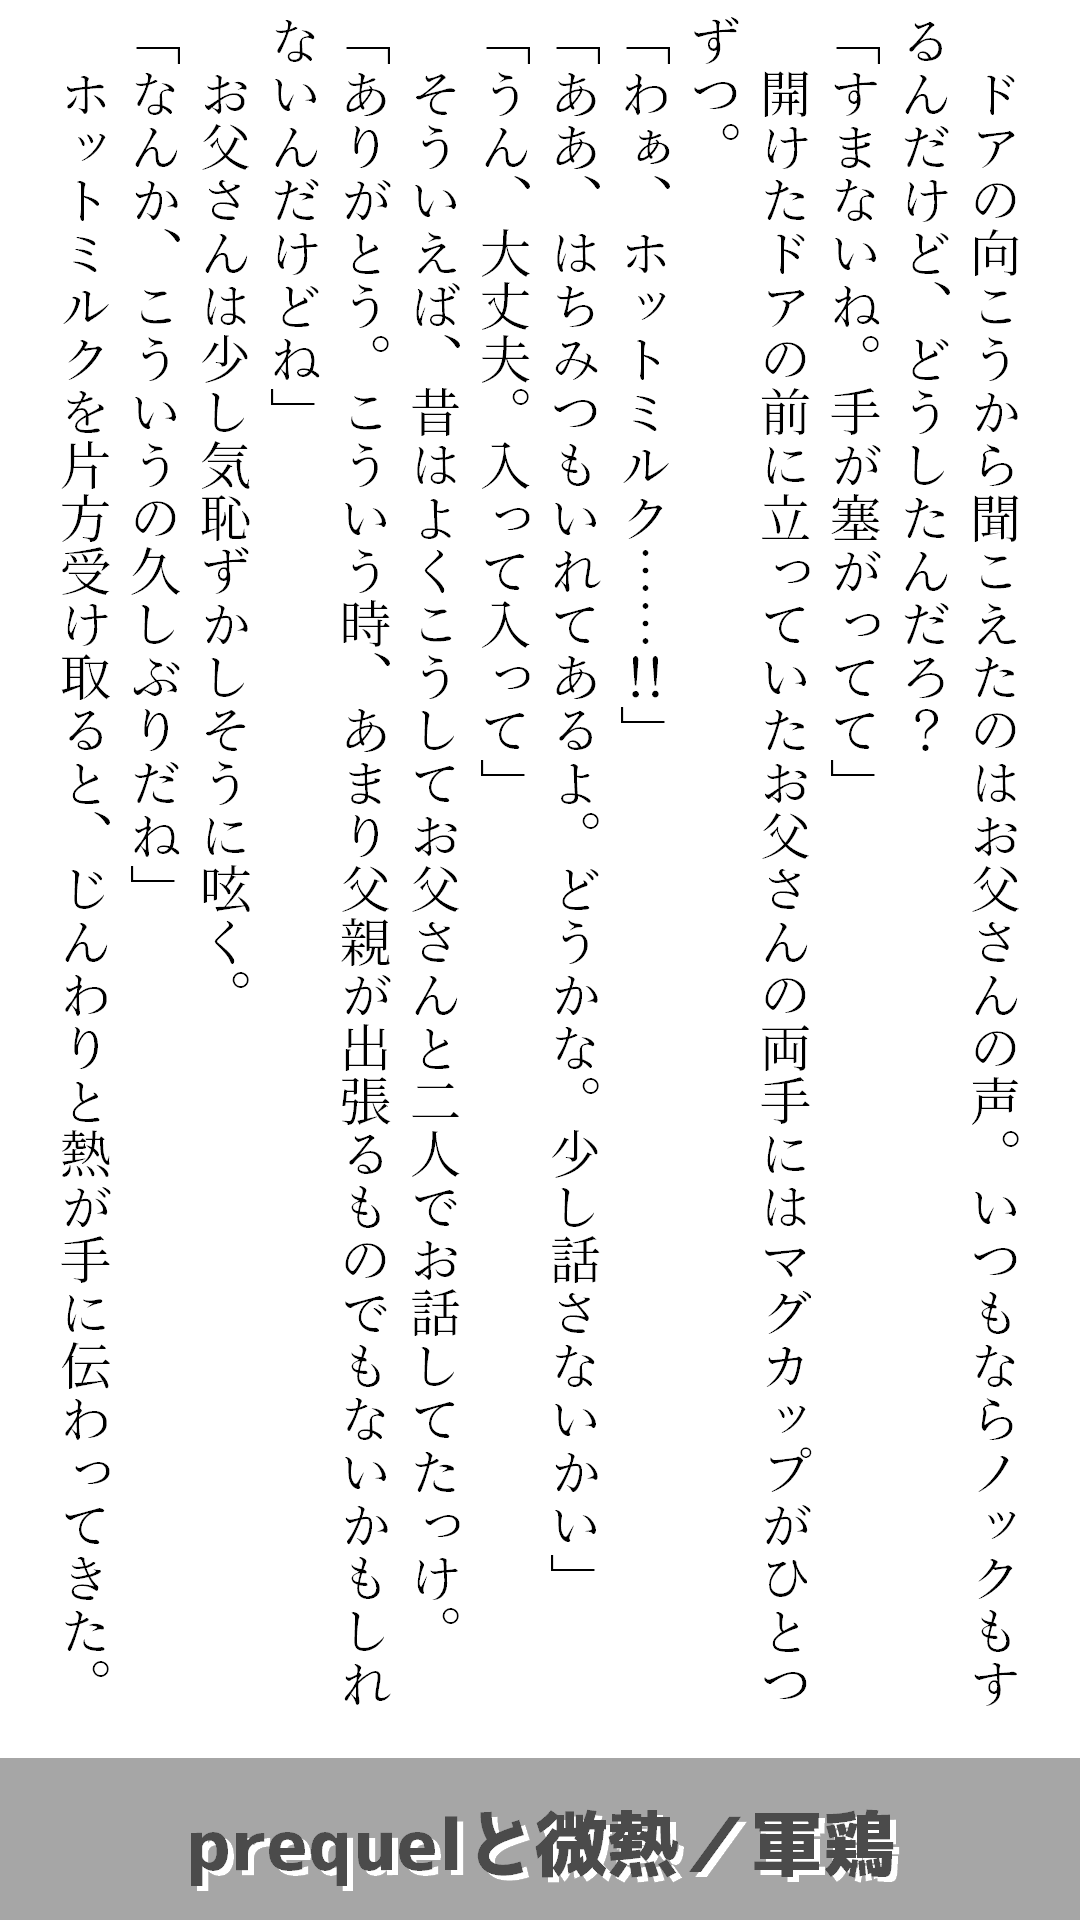 ドアの向こうから聞こえたのはお父さんの声。いつもならノックもす
るんだけど、どうしたんだろ？
「すまないね。手が塞がってて」
開けたドアの前に立っていたお父さんの両手にはマグカップがひとつ
ずつ。
「わぁ、ホットミルク……!!」
「ああ、はちみつもいれてあるよ。どうかな。少し話さないかい」
「うん、大丈夫。入って入って」
そういえば、昔はよくこうしてお父さんと二人でお話してたっけ。
「ありがとう。こういう時、あまり父親が出張るものでもないかもしれ
ないんだけどね」
お父さんは少し気恥ずかしそうに呟く。
「なんか、こういうの久しぶりだね」
ホットミルクを片方受け取ると、じんわりと熱が手に伝わってきた。
prequelと微熱／軍鶏